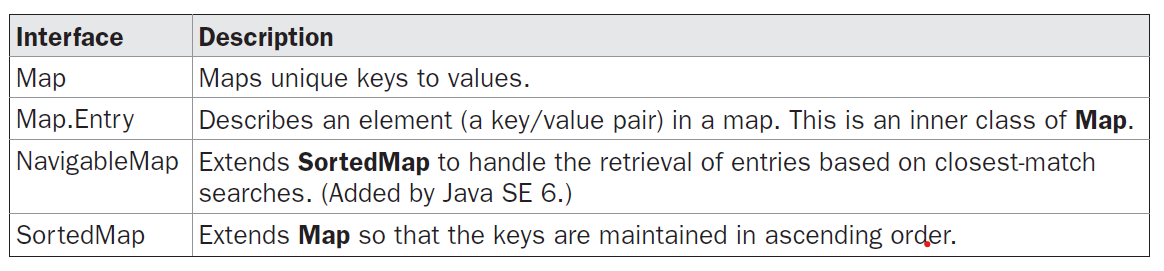 Interface Description
Map Maps unique keys to values.
Map.Entry Describes an element (a key/value pair) in a map. This is an inner class of Map.
NavigableMap Extends SortedMap to handle the retrieval of entries based on closest-match
searches. (Added by Java SE 6.)
SortedMap Extends Map so that the keys are maintained in ascending order.